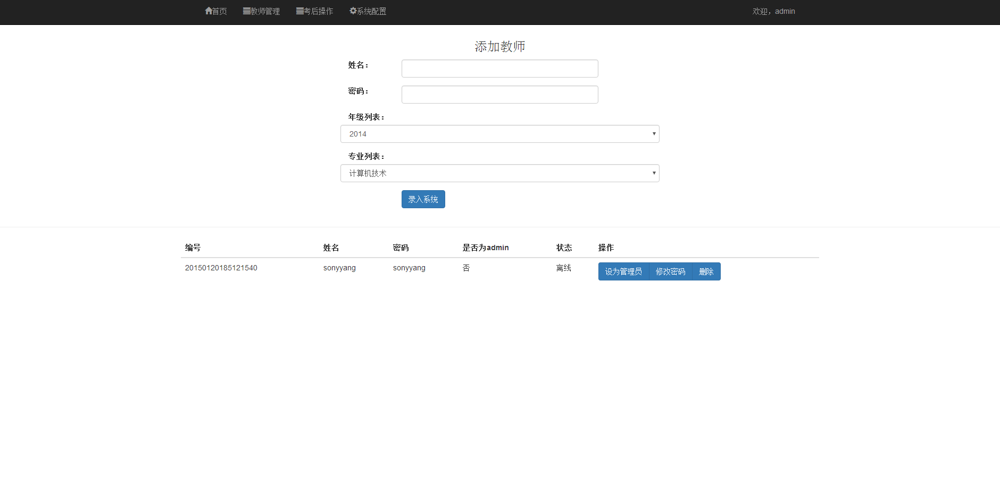 首页 教师管理 考后操作 系统配置 欢迎，admin
添加教师
姓名：
密码：
年级列表：
2014
专业列表：
计算机技术
录入系统
编号 姓名 密码 是否为admin 状态 操作
20150120185121540 sonyyang sonyyang 否 离线 设为管理员 修改密码 删除